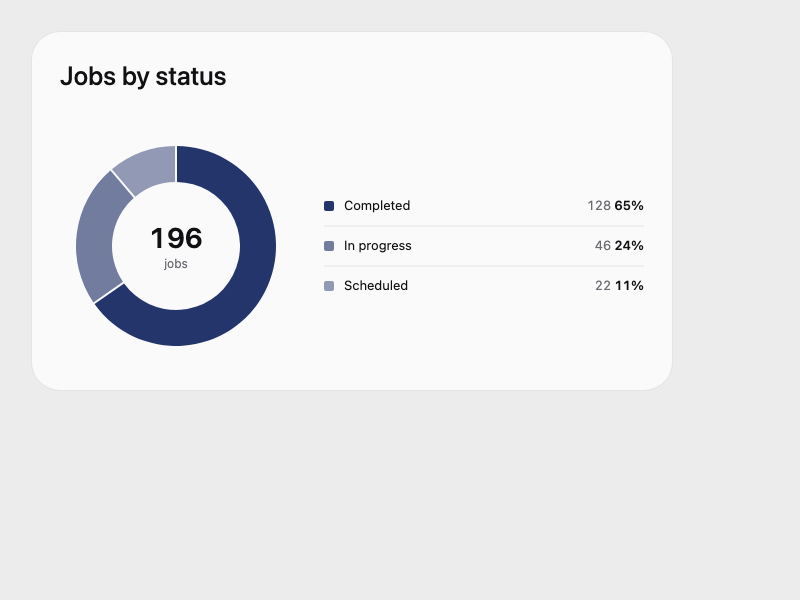 Jobs by status
196
jobs
Completed 128 65%
In progress 46 24%
Scheduled 22 11%